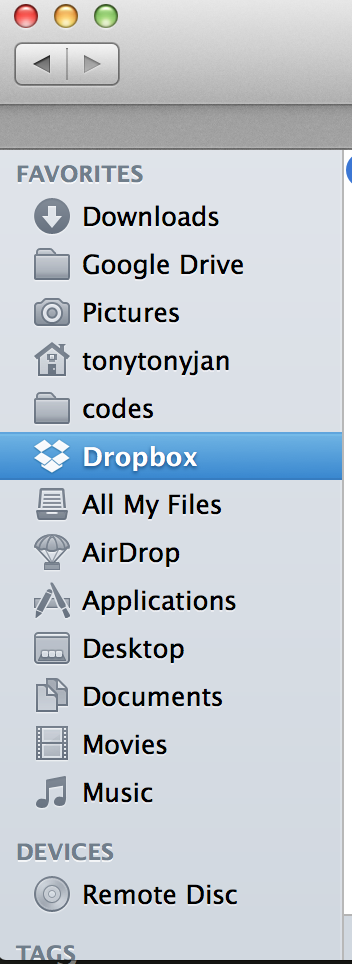 FAVORITES
Downloads
Google Drive
Pictures
tonytonyjan
codes
Dropbox
All My Files
AirDrop
Applications
Desktop
Documents
Movies
Music
DEVICES
Remote Disc
TAGS